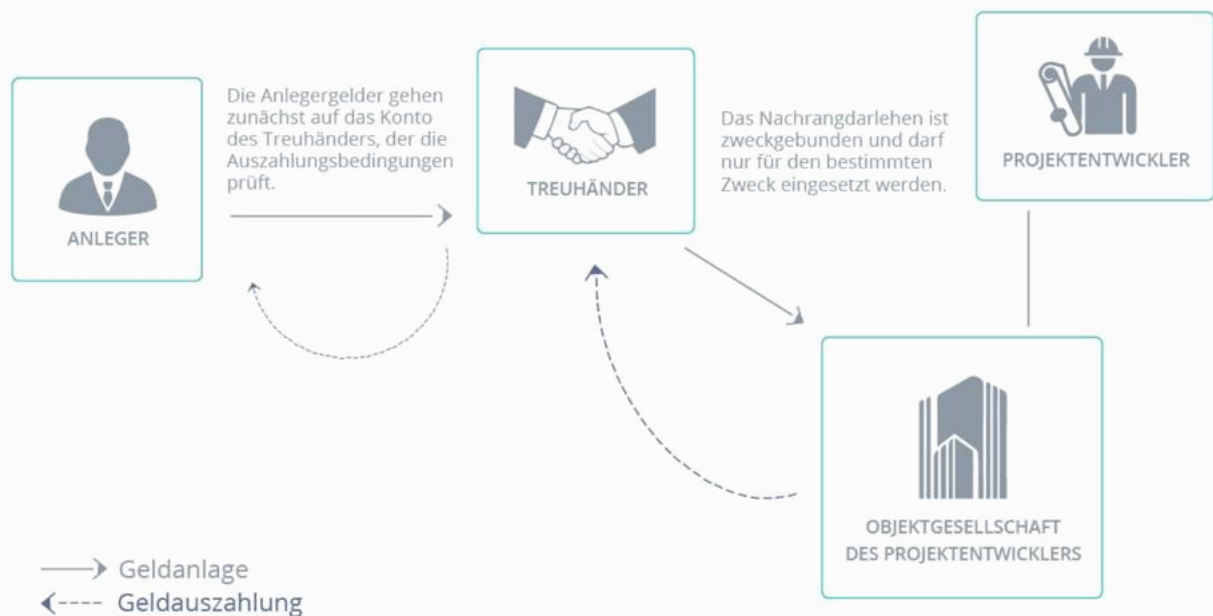 ANLEGER
Die Anlegergelder gehen
zunächst auf das Konto
des Treuhänders, der die
Auszahlungsbedingungen
prüft.
TREUHÄNDER
Das Nachrangdarlehen ist
zweckgebunden und darf
nur für den bestimmten
Zweck eingesetzt werden.
PROJEKTENTWICKLER
OBJEKTGESELLSCHAFT
DES PROJEKTENTWICKLERS
Geldanlage
Geldauszahlung